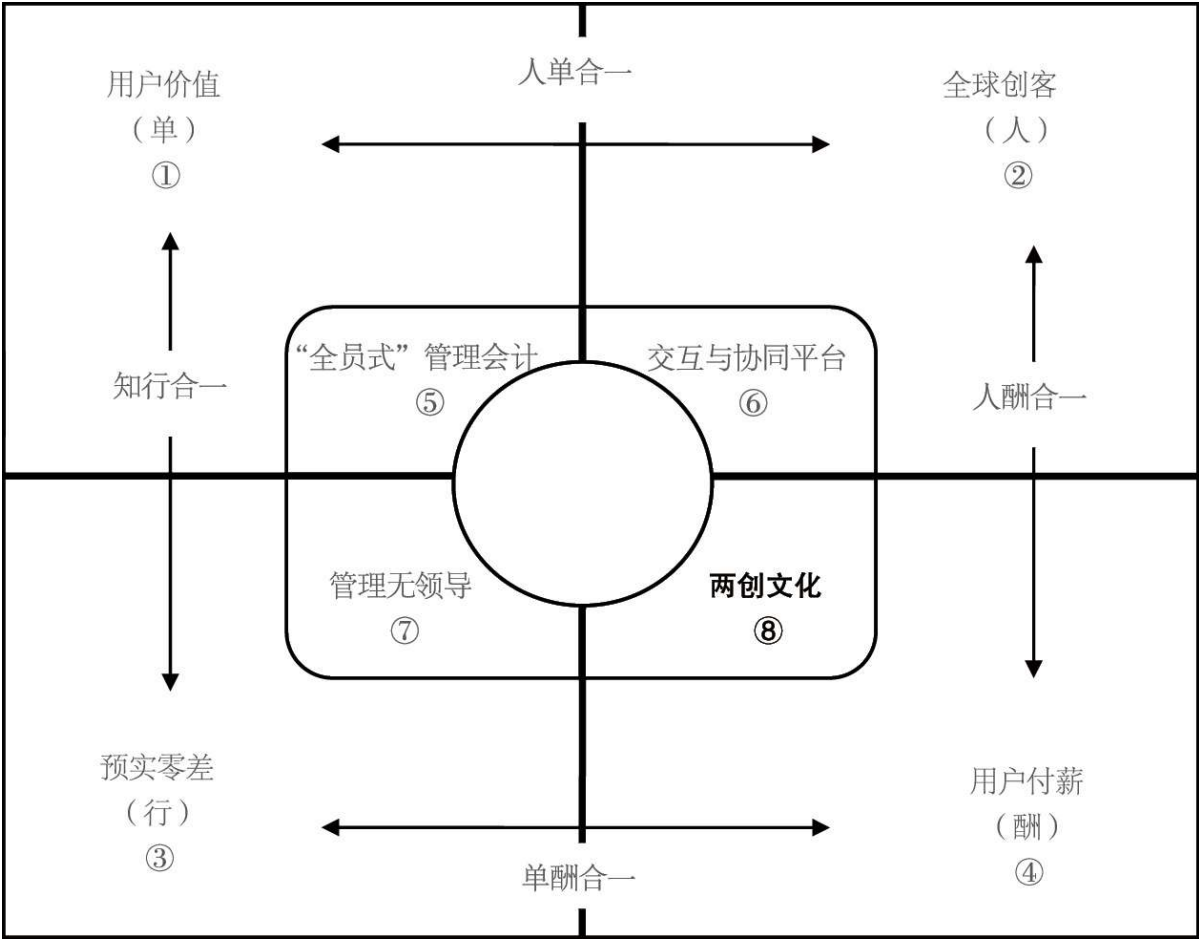 人单合一
用户价值
（单）
①
全球创客
（人）
②
“全员式”管理会计
⑤
交互与协同平台
⑥
知行合一
人酬合一
管理无领导
⑦
两创文化
⑧
预实零差
（行）
③
用户付薪
（酬）
④
单酬合一